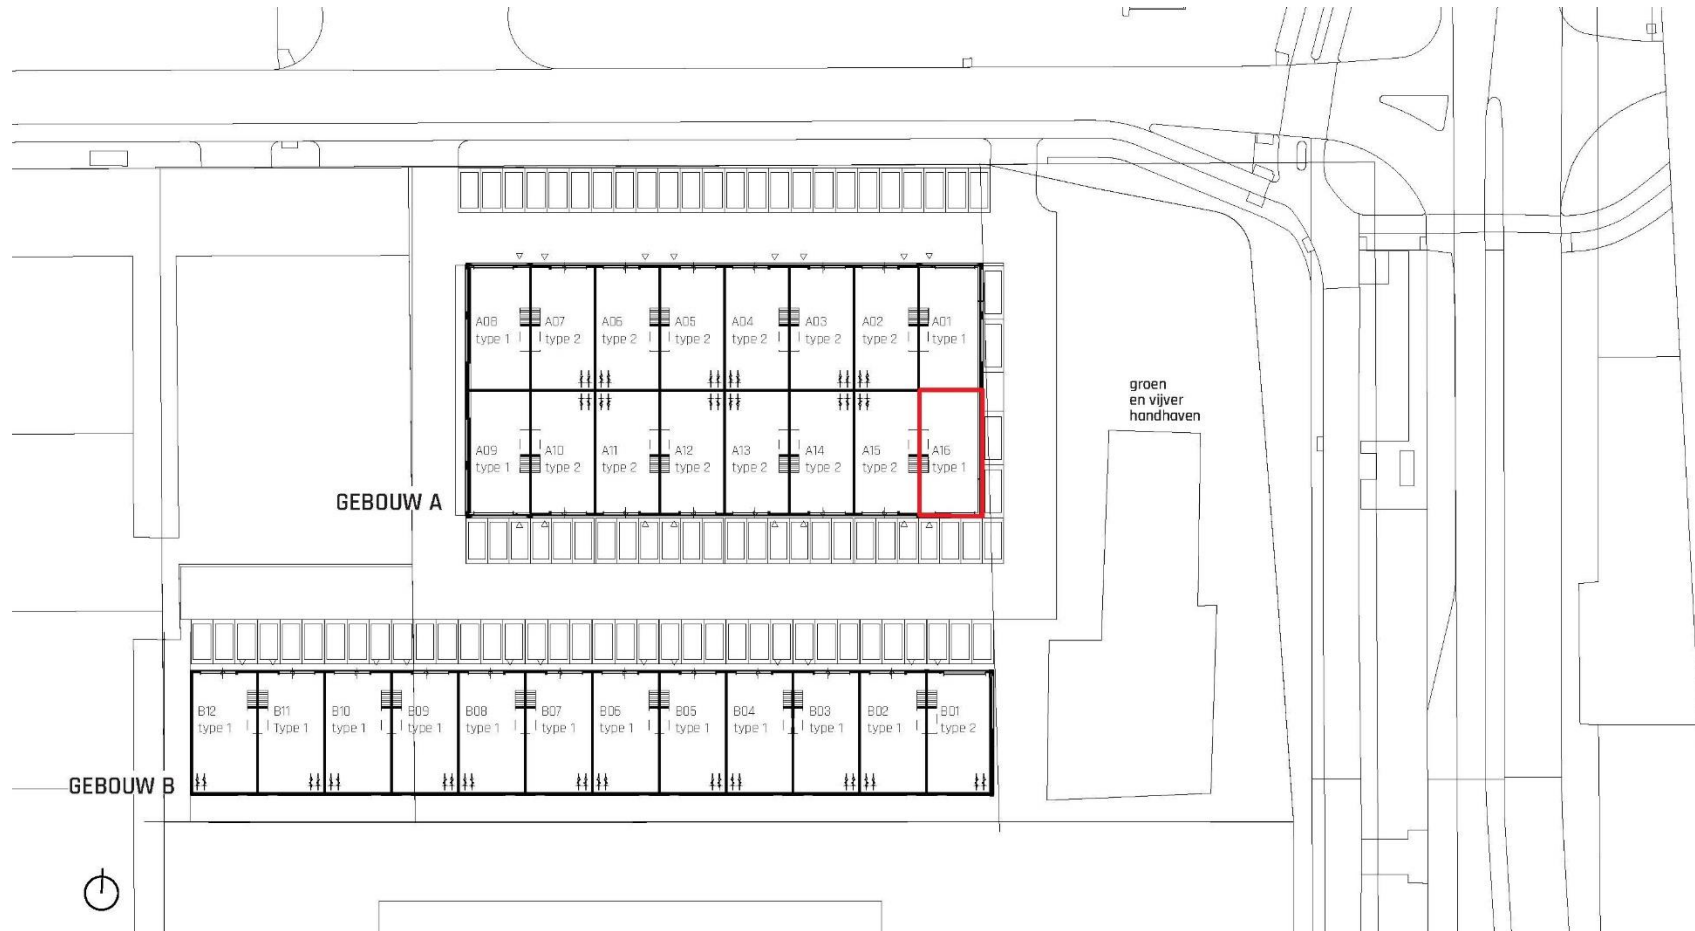 A08
type 1
A07
type 2
A06
type 2
A05
type 2
A04
type 2
A03
type 2
A02
type 2
A01
type 1
groen
en vijver
handhaven
A09
type 1
A10
type 2
A11
type 2
A12
type 2
A13
type 2
A14
type 2
A15
type 2
A16
type 1
GEBOUW A
B12
type 1
B11
Type 1
B10
type 1
B09
type 1
B08
type 1
B07
type 1
B06
type 1
B05
type 1
B04
type 1
B03
type 1
B02
type 1
B01
type 2
GEBOUW B